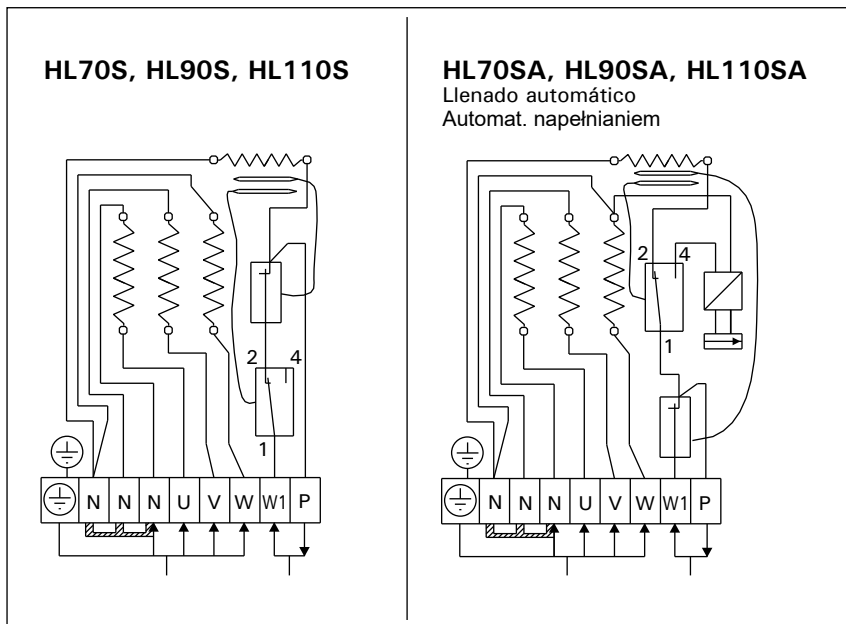 HL70S, HL90S, HL110S
2 4
1
N N N U V W W1 P
HL70SA, HL90SA, HL110SA
Llenado automático
Automat. napełnianiem
2 4
1
N N N U V W W1 P